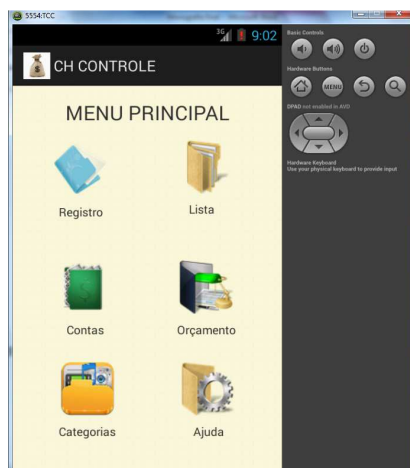 5554:TCC
3G 9:02
CH CONTROLE
MENU PRINCIPAL
Registro
Lista
Contas
Orçamento
Categorias
Ajuda
Basic Controls
Hardware Buttons
MENU
DPAD not enabled in AVD
Hardware Keyboard
Use your physical keyboard to provide input